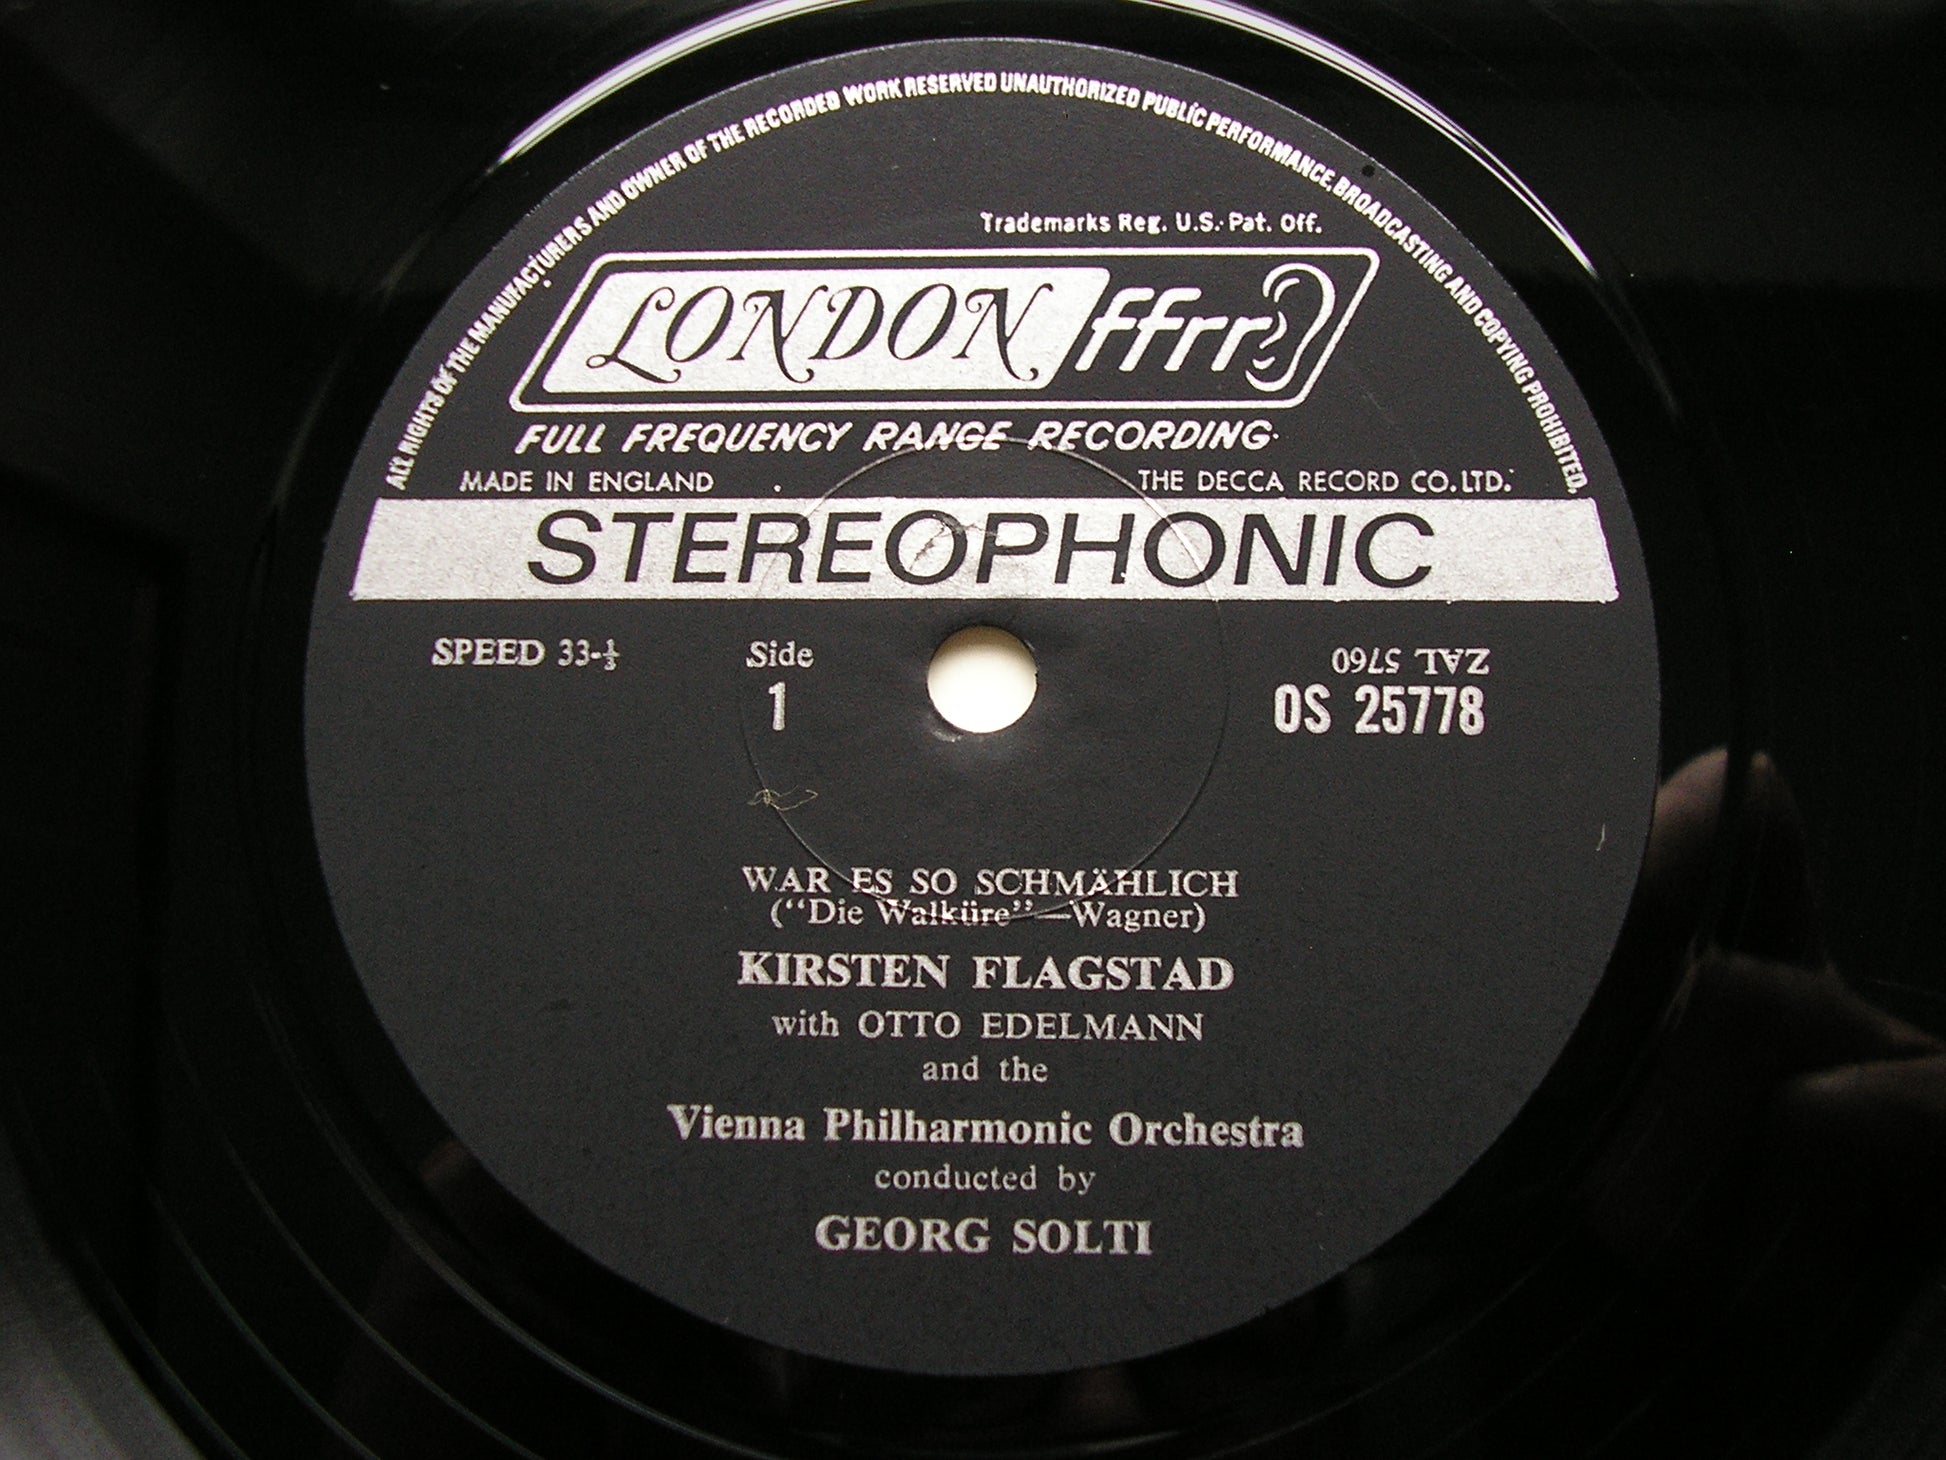 ALL RIGHTS OF THE MANUFACTURERS AND OWNER OF THE RECORDED WORK RESERVED UNAUTHORIZED PUBLIC PERFORMANCE, BROADCASTING AND COPYING PROHIBITED.
Trademarks Reg. U.S. Pat. Off.
LONDON ffrr
FULL FREQUENCY RANGE RECORDING
MADE IN ENGLAND THE DECCA RECORD CO. LTD.
STEREOPHONIC
SPEED 33-⅓ Side ZAL 5760
1 OS 25778
WAR ES SO SCHMÄHLICH
("Die Walküre"—Wagner)
KIRSTEN FLAGSTAD
with OTTO EDELMANN
and the
Vienna Philharmonic Orchestra
conducted by
GEORG SOLTI